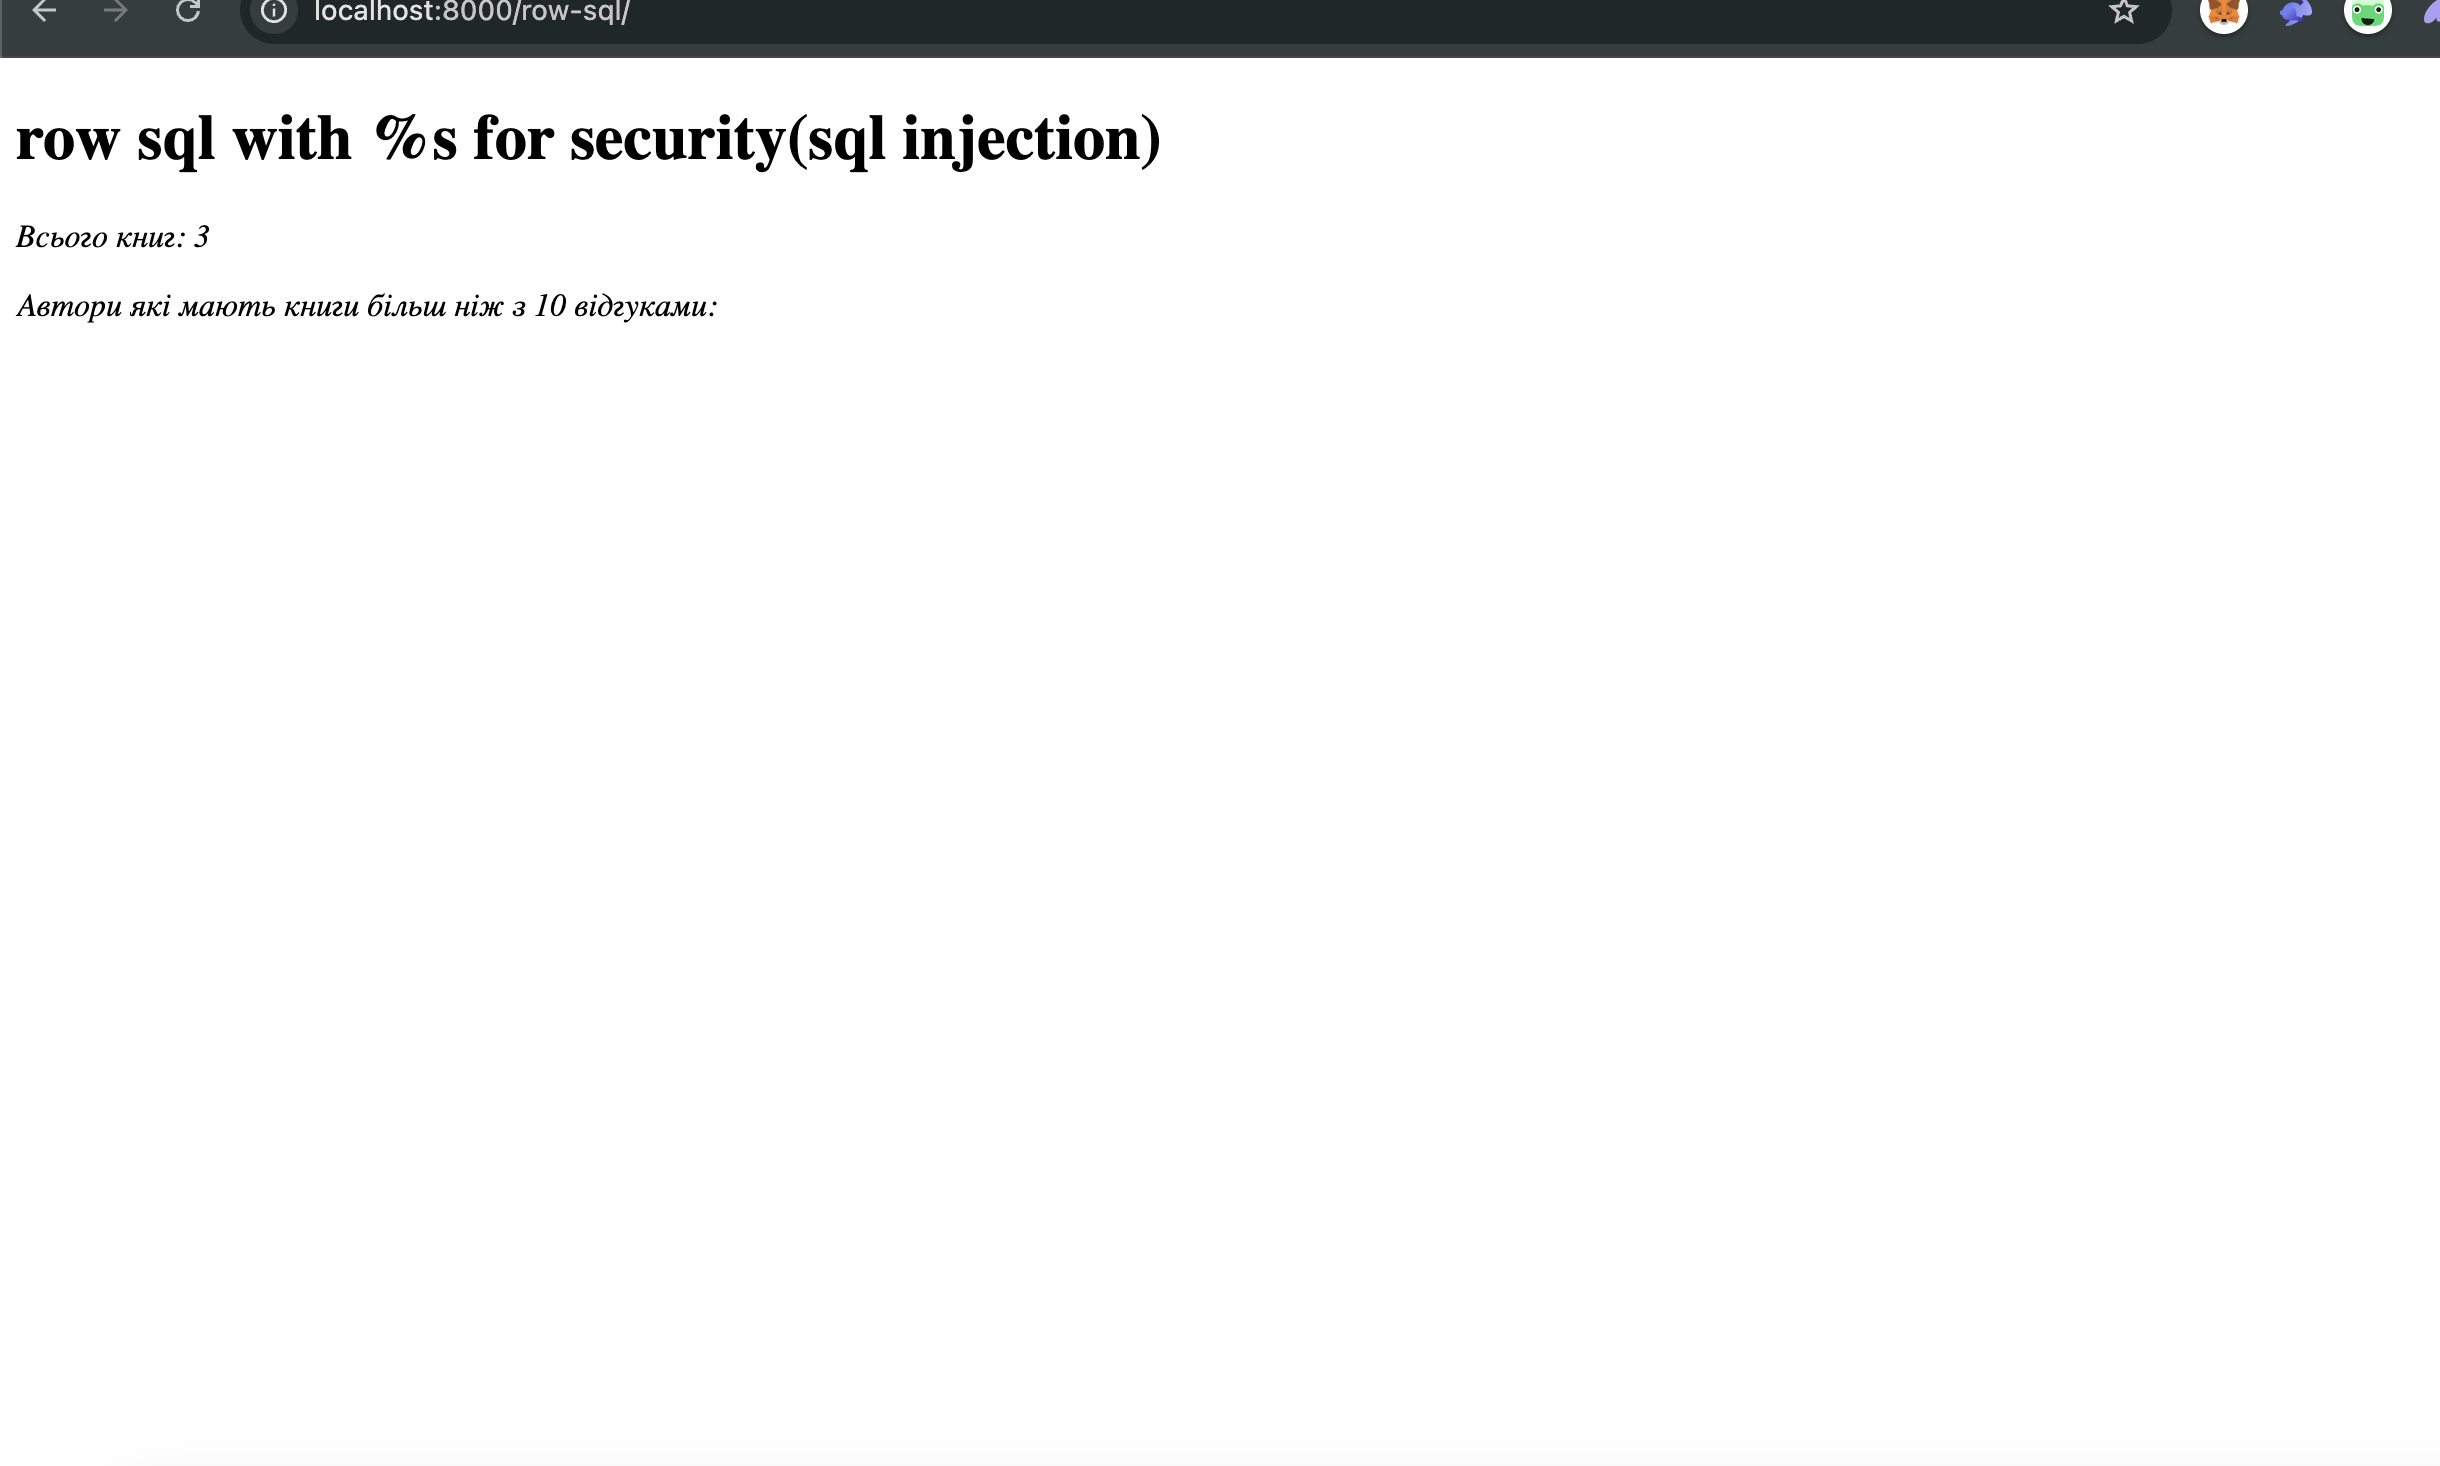 localhost:8000/row-sql/
row sql with %s for security(sql injection)
Всього книг: 3
Автори які мають книги більш ніж з 10 відгуками: